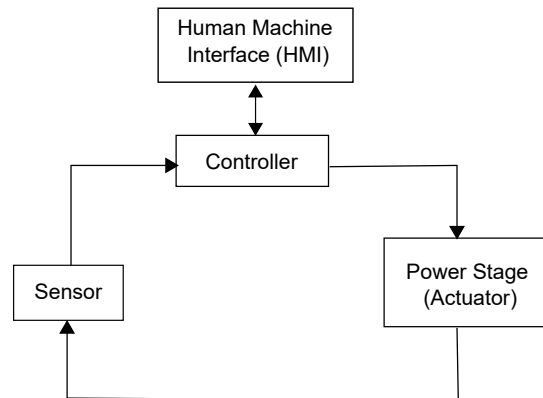 Human Machine
Interface (HMI)
Controller
Sensor
Power Stage
(Actuator)